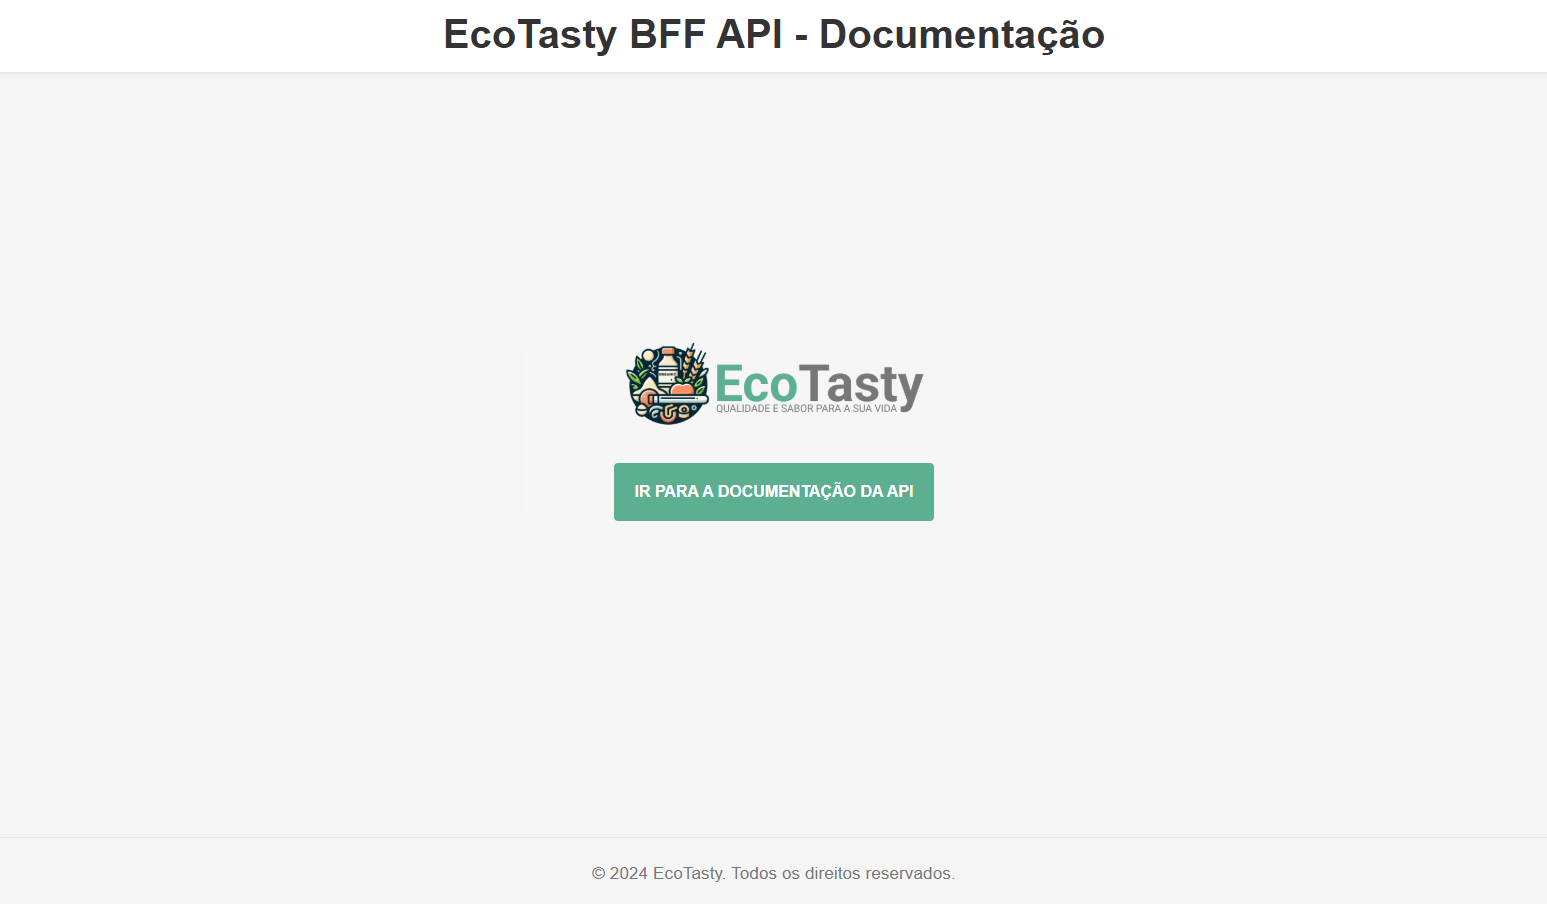 EcoTasty BFF API - Documentação
ORGANIC
EcoTasty
QUALIDADE E SABOR PARA A SUA VIDA
IR PARA A DOCUMENTAÇÃO DA API
© 2024 EcoTasty. Todos os direitos reservados.